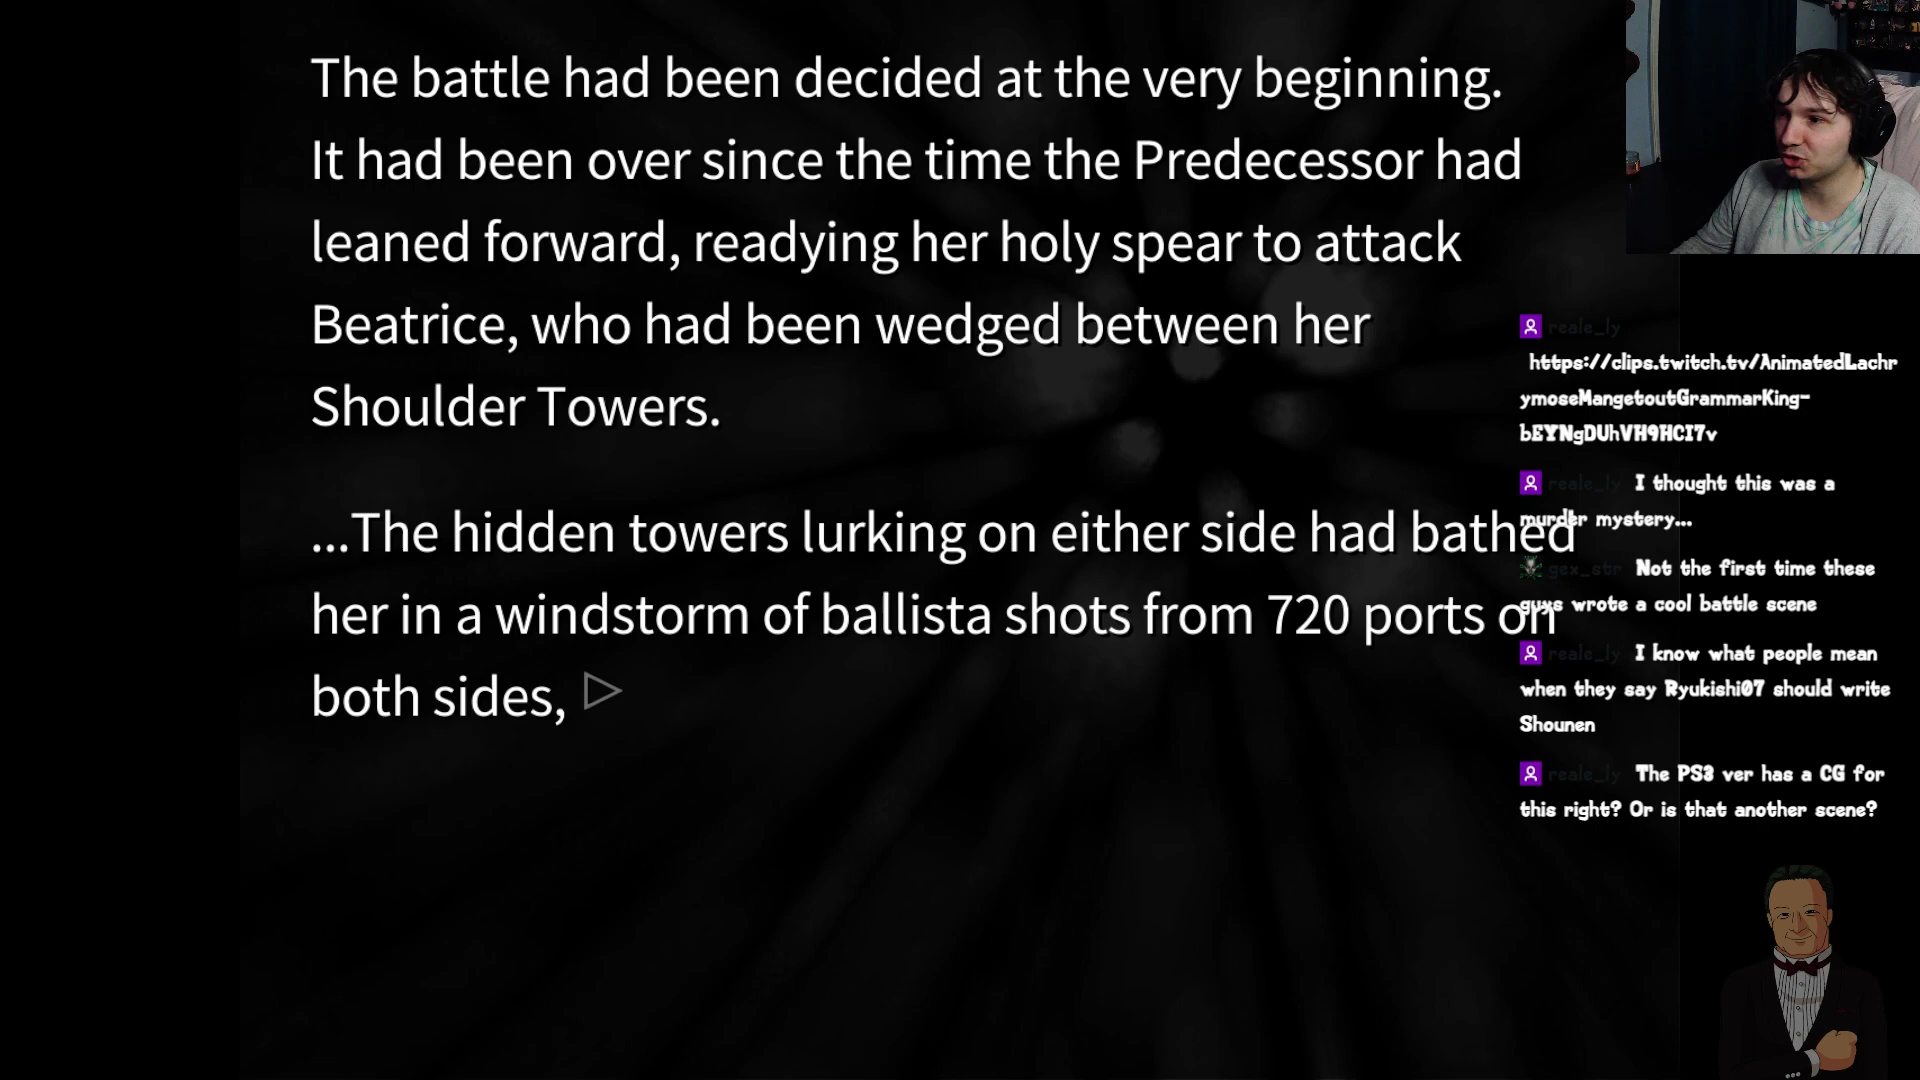 The battle had been decided at the very beginning.
It had been over since the time the Predecessor had
leaned forward, readying her holy spear to attack
Beatrice, who had been wedged between her
Shoulder Towers.
...The hidden towers lurking on either side had bathed
her in a windstorm of ballista shots from 720 ports on
both sides,
reale_ly
https://clips.twitch.tv/AnimatedLachr
ymoseMangetoutGrammarKing-
bEYNgDUhVH9HCI7v
reale_ly I thought this was a
murder mystery...
gex_str Not the first time these
guys wrote a cool battle scene
reale_ly I know what people mean
when they say Ryukishi07 should write
Shounen
reale_ly The PS3 ver has a CG for
this right? Or is that another scene?